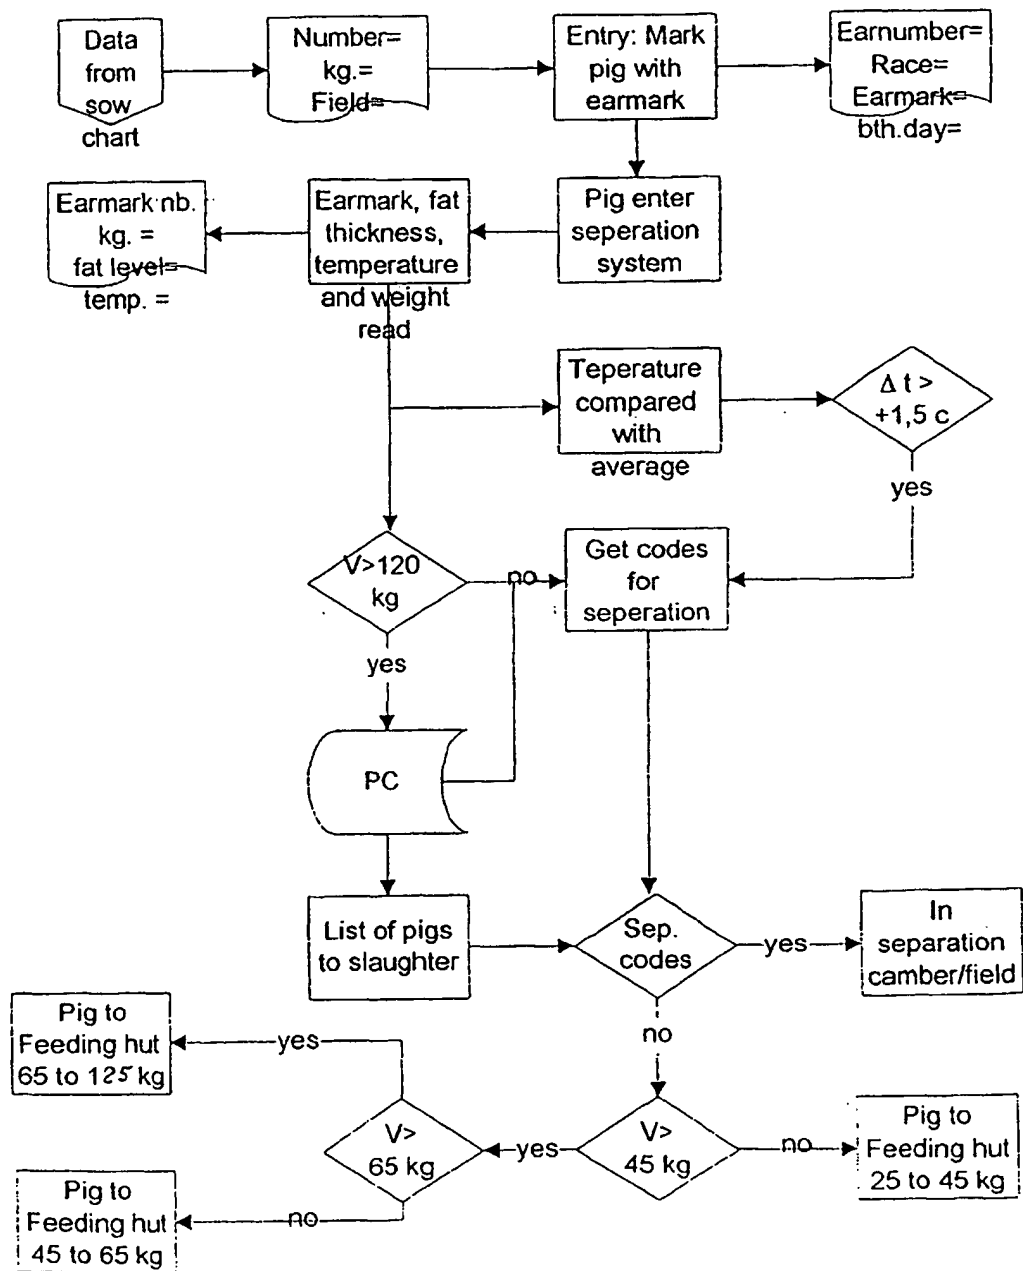 Data
from
sow
chart
Number=
kg.=
Field=
Entry: Mark
pig with
earmark
Earnumber=
Race=
Earmark=
bth.day=
Earmark nb.
kg. =
fat level=
temp. =
Earmark, fat
thickness,
temperature
and weight
read
Pig enter
seperation
system
Teperature
compared
with
average
Δ t >
+1,5 c
yes
V>120
kg
no
Get codes
for
seperation
yes
PC
List of pigs
to slaughter
Sep.
codes
yes
In
separation
camber/field
no
Pig to
Feeding hut
65 to 125 kg
yes
V>
65 kg
yes
V>
45 kg
no
Pig to
Feeding hut
25 to 45 kg
Pig to
Feeding hut
45 to 65 kg
no